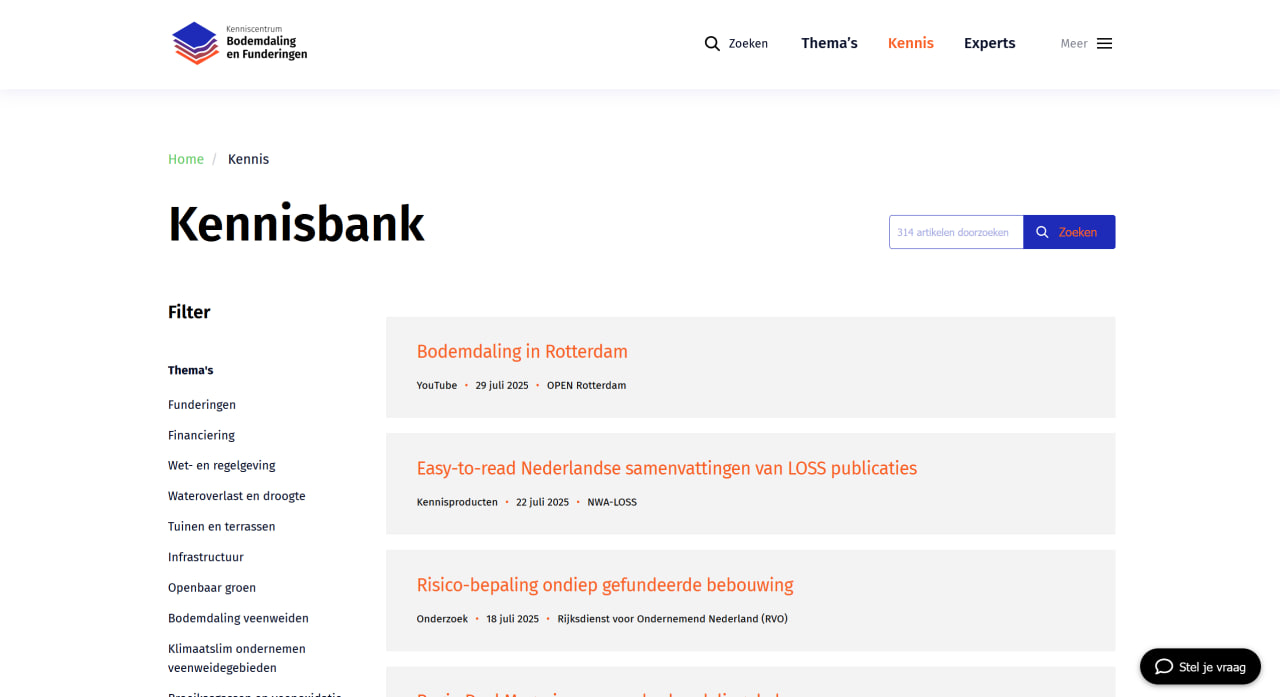 Kenniscentrum
Bodemdaling
en Funderingen
Zoeken
Thema's
Kennis
Experts
Meer
Home / Kennis
Kennisbank
314 artikelen doorzoeken
Zoeken
Filter
Thema's
Funderingen
Financiering
Wet- en regelgeving
Wateroverlast en droogte
Tuinen en terrassen
Infrastructuur
Openbaar groen
Bodemdaling veenweiden
Klimaatslim ondernemen
veenweidegebieden
Bodemdaling in Rotterdam
YouTube • 29 juli 2025 • OPEN Rotterdam
Easy-to-read Nederlandse samenvattingen van LOSS publicaties
Kennisproducten • 22 juli 2025 • NWA-LOSS
Risico-bepaling ondiep gefundeerde bebouwing
Onderzoek • 18 juli 2025 • Rijksdienst voor Ondernemend Nederland (RVO)
Stel je vraag